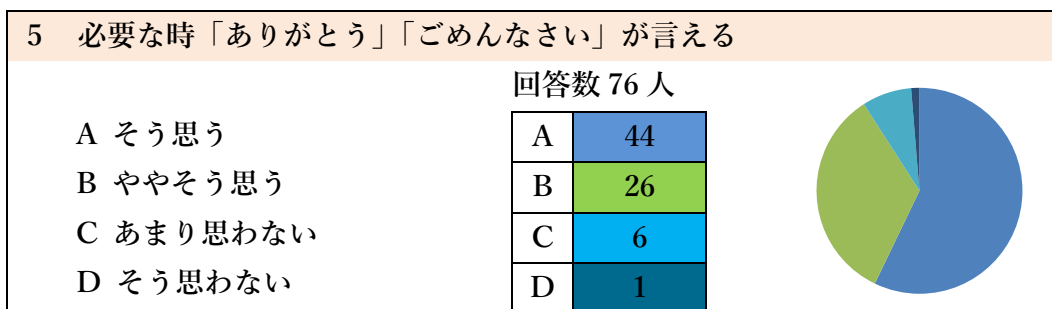 5 必要な時「ありがとう」「ごめんなさい」が言える
回答数 76 人
A そう思う
A 44
B ややそう思う
B 26
C あまり思わない
C 6
D そう思わない
D 1